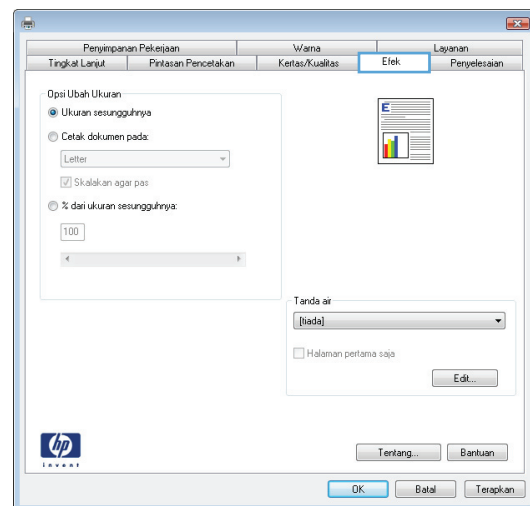 Penyimpanan Pekerjaan Warna Layanan
Tingkat Lanjut Pintasan Pencetakan Kertas/Kualitas Efek Penyelesaian
Opsi Ubah Ukuran
Ukuran sesungguhnya
Cetak dokumen pada:
Letter
Skalakan agar pas
% dari ukuran sesungguhnya:
100
E
Tanda air
[tiada]
Halaman pertama saja
Edit...
hp
invent
Tentang... Bantuan
OK Batal Terapkan